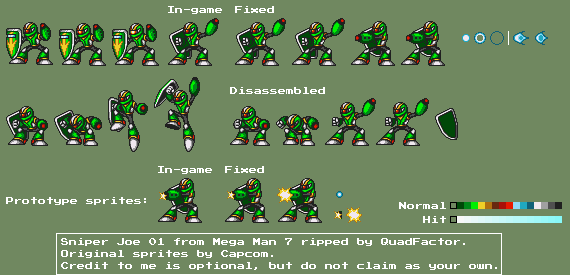 In-game Fixed
Disassembled
In-game Fixed
Prototype sprites:
Normal
Hit
Sniper Joe 01 from Mega Man 7 ripped by QuadFactor.
Original sprites by Capcom.
Credit to me is optional, but do not claim as your own.